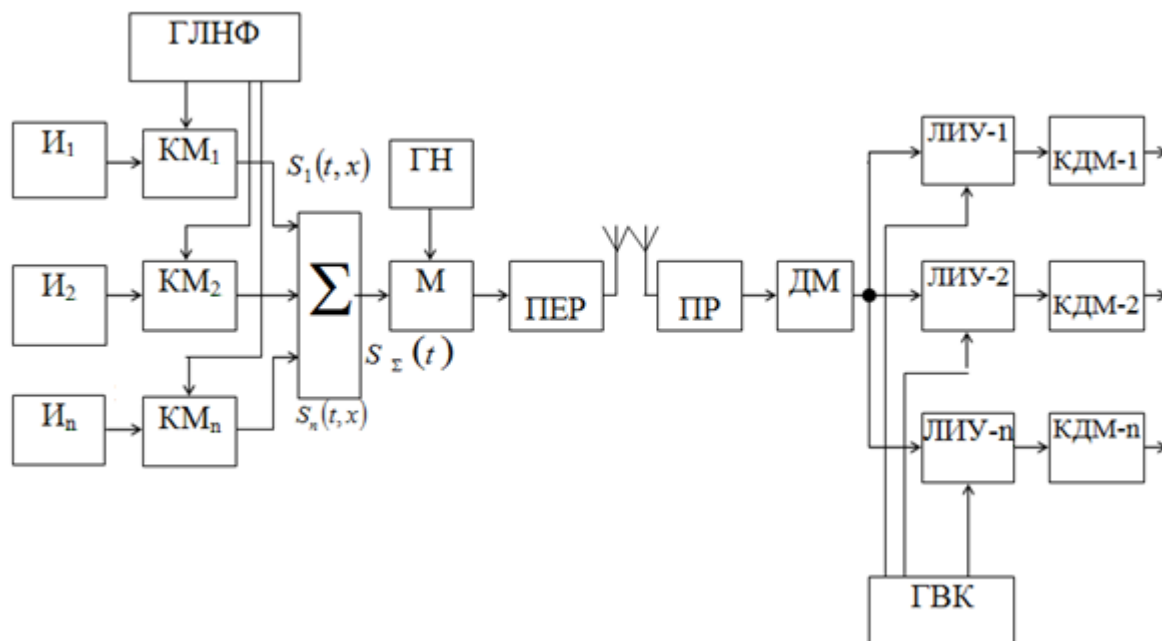 ГЛНФ
И₁
КМ₁
S₁(t, x)
ГН
ЛИУ-1
КДМ-1
И₂
КМ₂
Σ
М
ПЕР
ПР
ДМ
ЛИУ-2
КДМ-2
S_Σ(t)
Иₙ
КМₙ
Sₙ(t, x)
ЛИУ-n
КДМ-n
ГВК